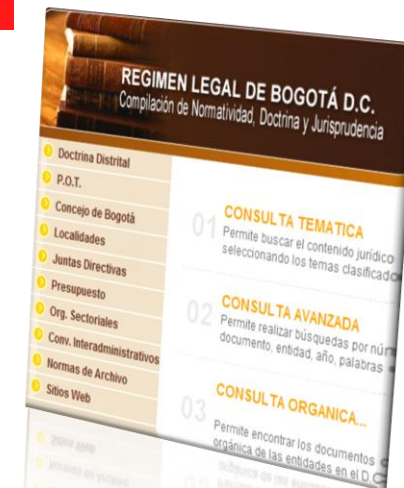 REGIMEN LEGAL DE BOGOTÁ D.C.
Compilación de Normatividad, Doctrina y Jurisprudencia
Doctrina Distrital
P.O.T.
Concejo de Bogotá
Localidades
Juntas Directivas
Presupuesto
Org. Sectoriales
Conv. Interadministrativos
Normas de Archivo
Sitios Web
01 CONSULTA TEMATICA
Permite buscar el contenido jurídico
seleccionando los temas
02 CONSULTA AVANZADA
Permite realizar búsquedas por
documento, entidad, año, palabras
03 CONSULTA ORGANICA...
Permite encontrar los documentos
orgánica de las entidades en el D.C.